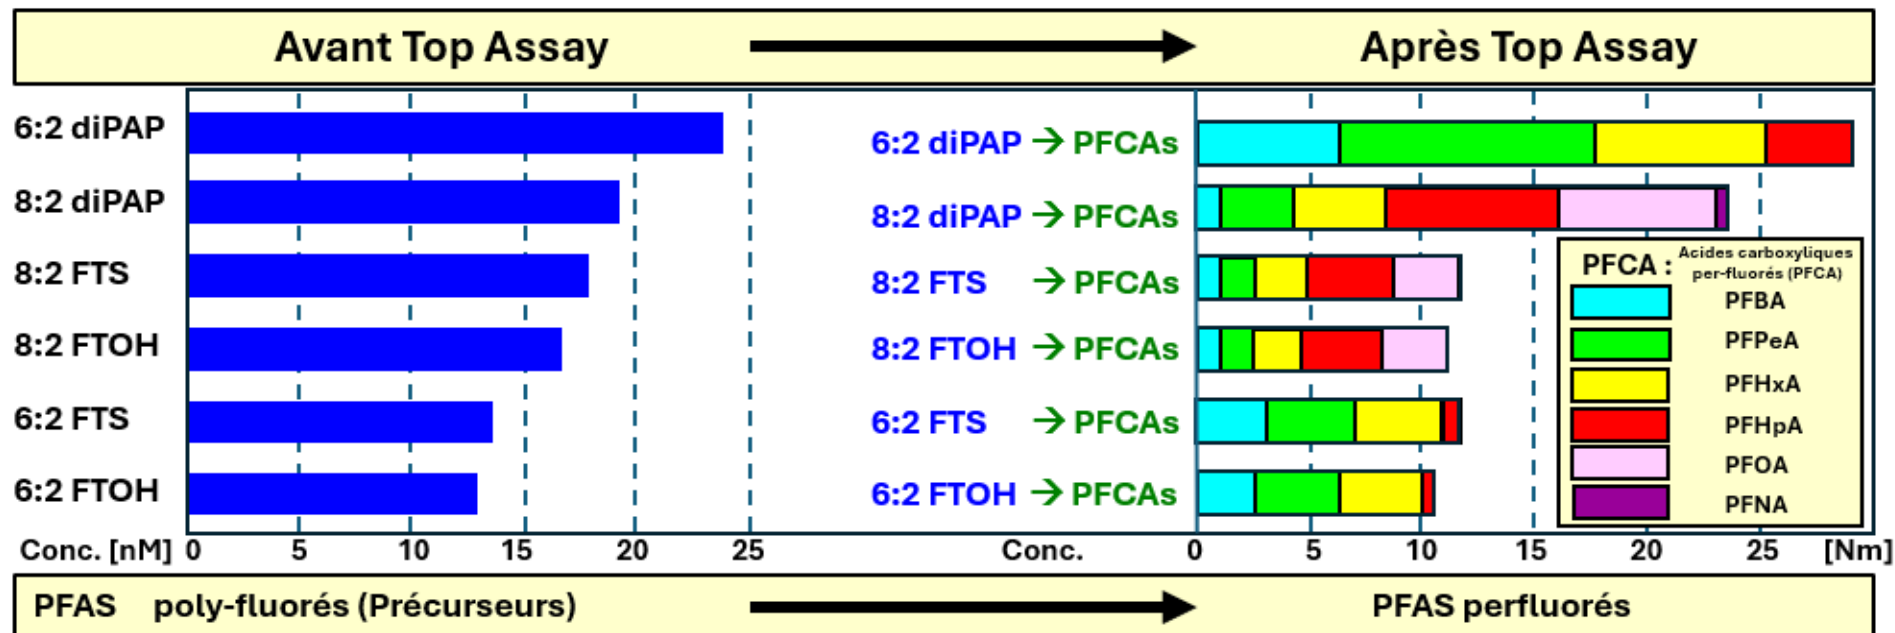 Avant Top Assay
Après Top Assay
6:2 diPAP
8:2 diPAP
8:2 FTS
8:2 FTOH
6:2 FTS
6:2 FTOH
Conc. [nM] 0 5 10 15 20 25
6:2 diPAP → PFCAs
8:2 diPAP → PFCAs
8:2 FTS → PFCAs
8:2 FTOH → PFCAs
6:2 FTS → PFCAs
6:2 FTOH → PFCAs
Conc. 0 5 10 15 20 25 [Nm]
PFCA : Acides carboxyliques
per-fluorés (PFCA)
PFBA
PFPeA
PFHxA
PFHpA
PFOA
PFNA
PFAS poly-fluorés (Précurseurs)
PFAS perfluorés